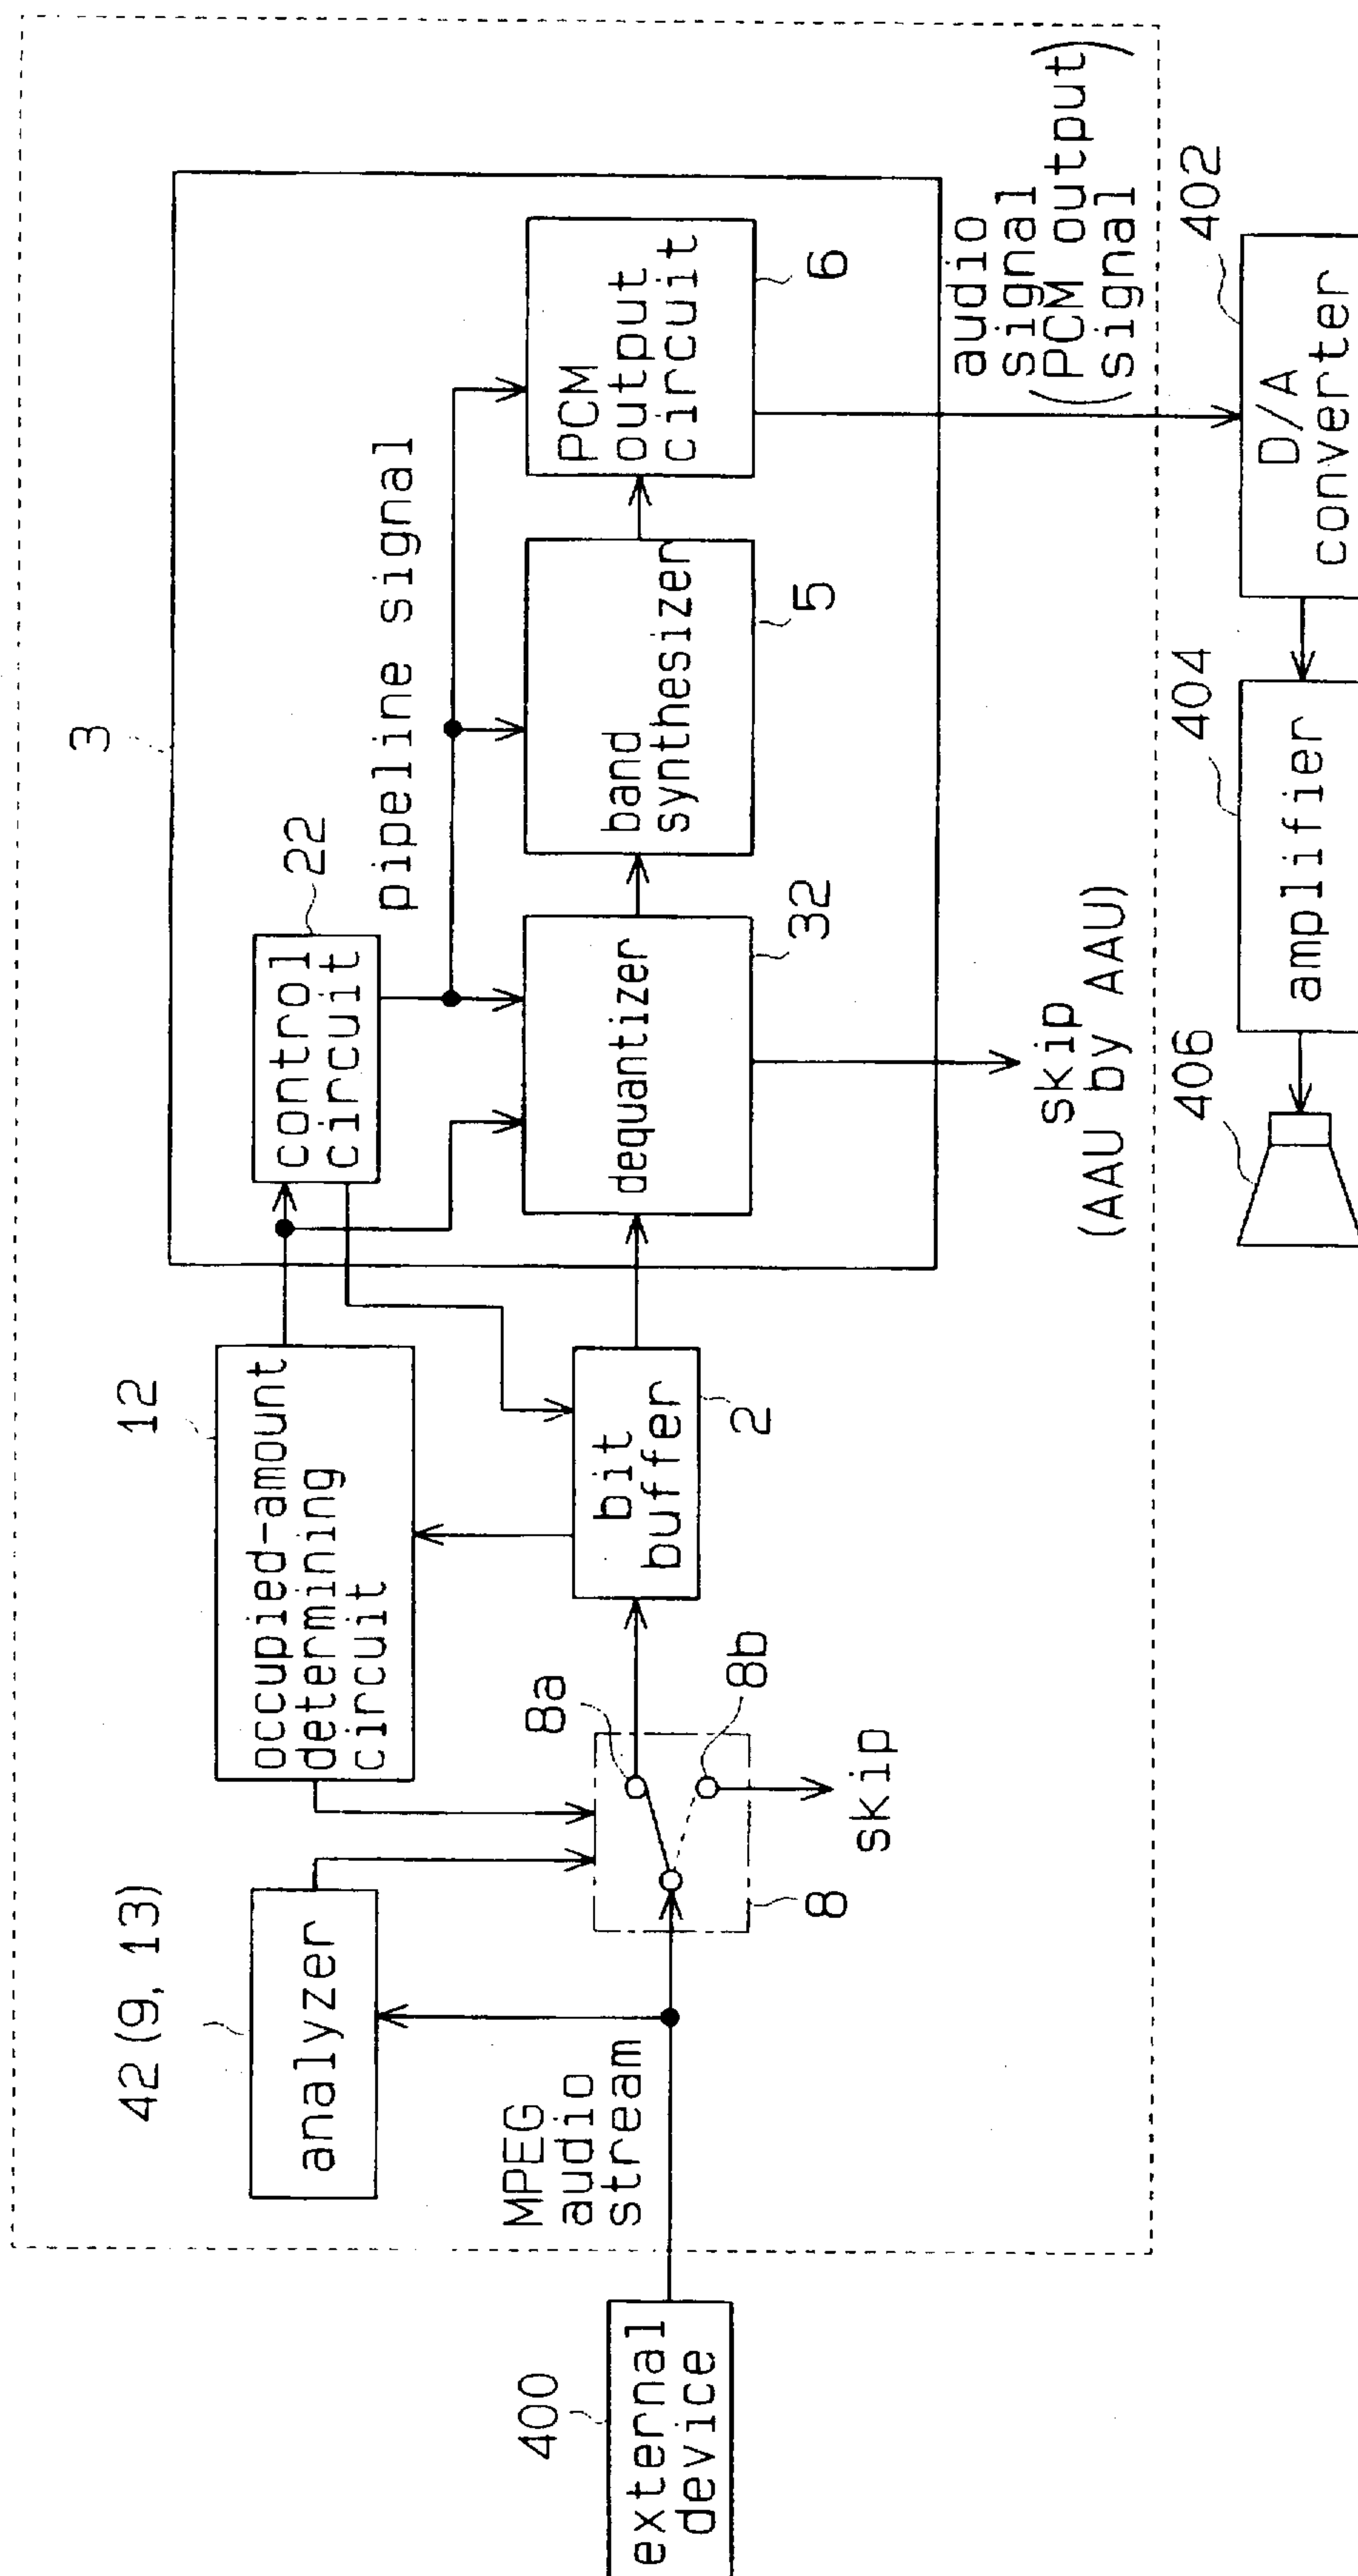 400
external
device
MPEG
audio
stream
42 (9, 13)
analyzer
8
8a
8b
skip
12
occupied-amount
determining
circuit
bit
buffer
2
3
22
control
circuit
pipeline signal
dequantizer
32
skip
(AAU by AAU)
band
synthesizer
5
PCM
output
circuit
6
audio
signal
(PCM output)
signal
402
D/A
converter
404
amplifier
406